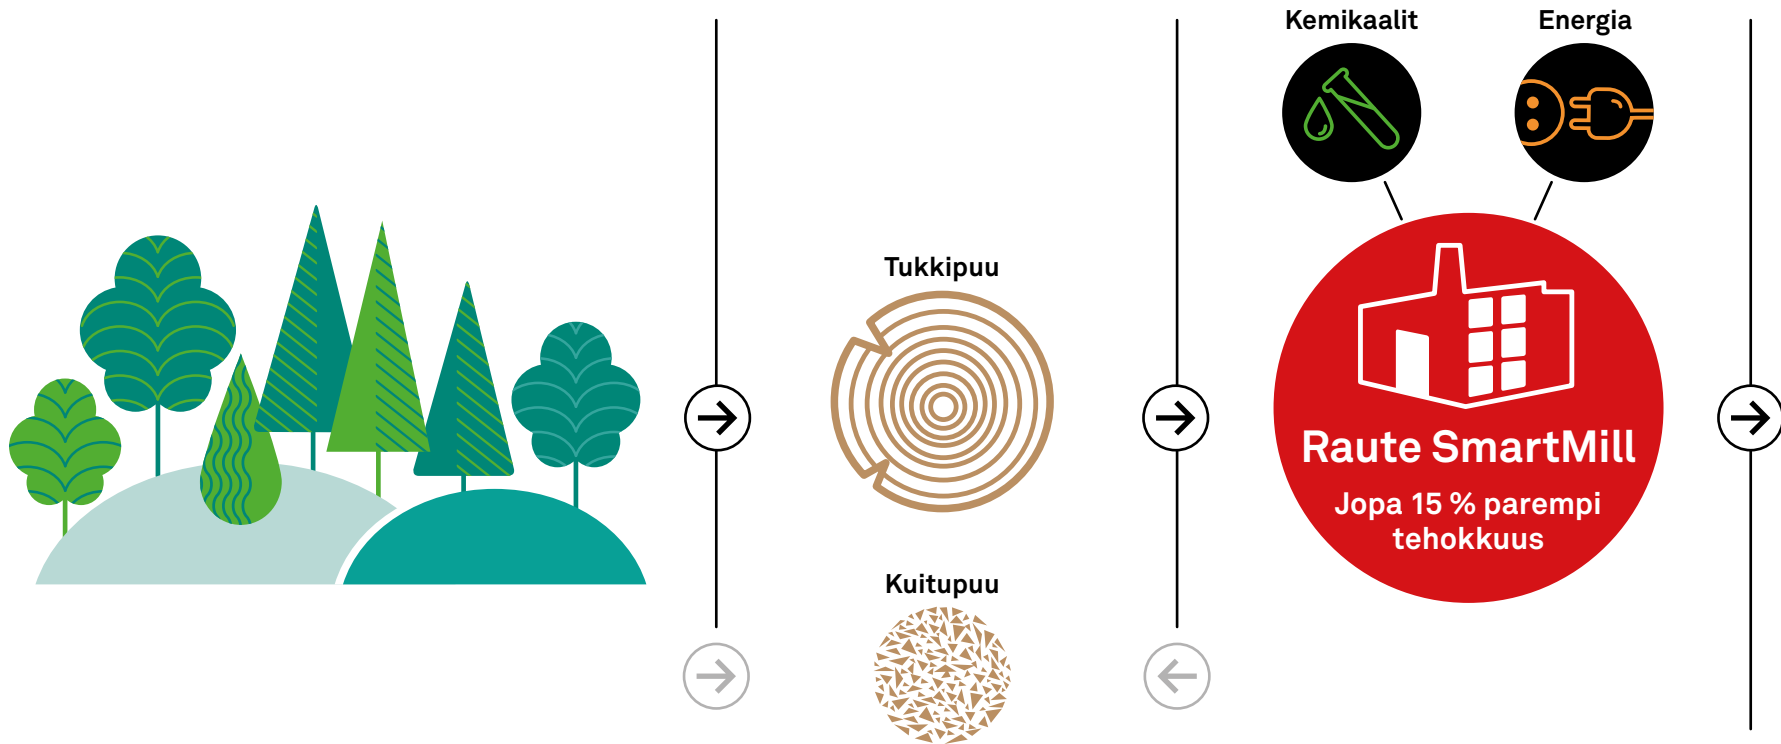 Kemikaalit
Energia
Tukkipuu
Raute SmartMill
Jopa 15 % parempi
tehokkuus
Kuitupuu